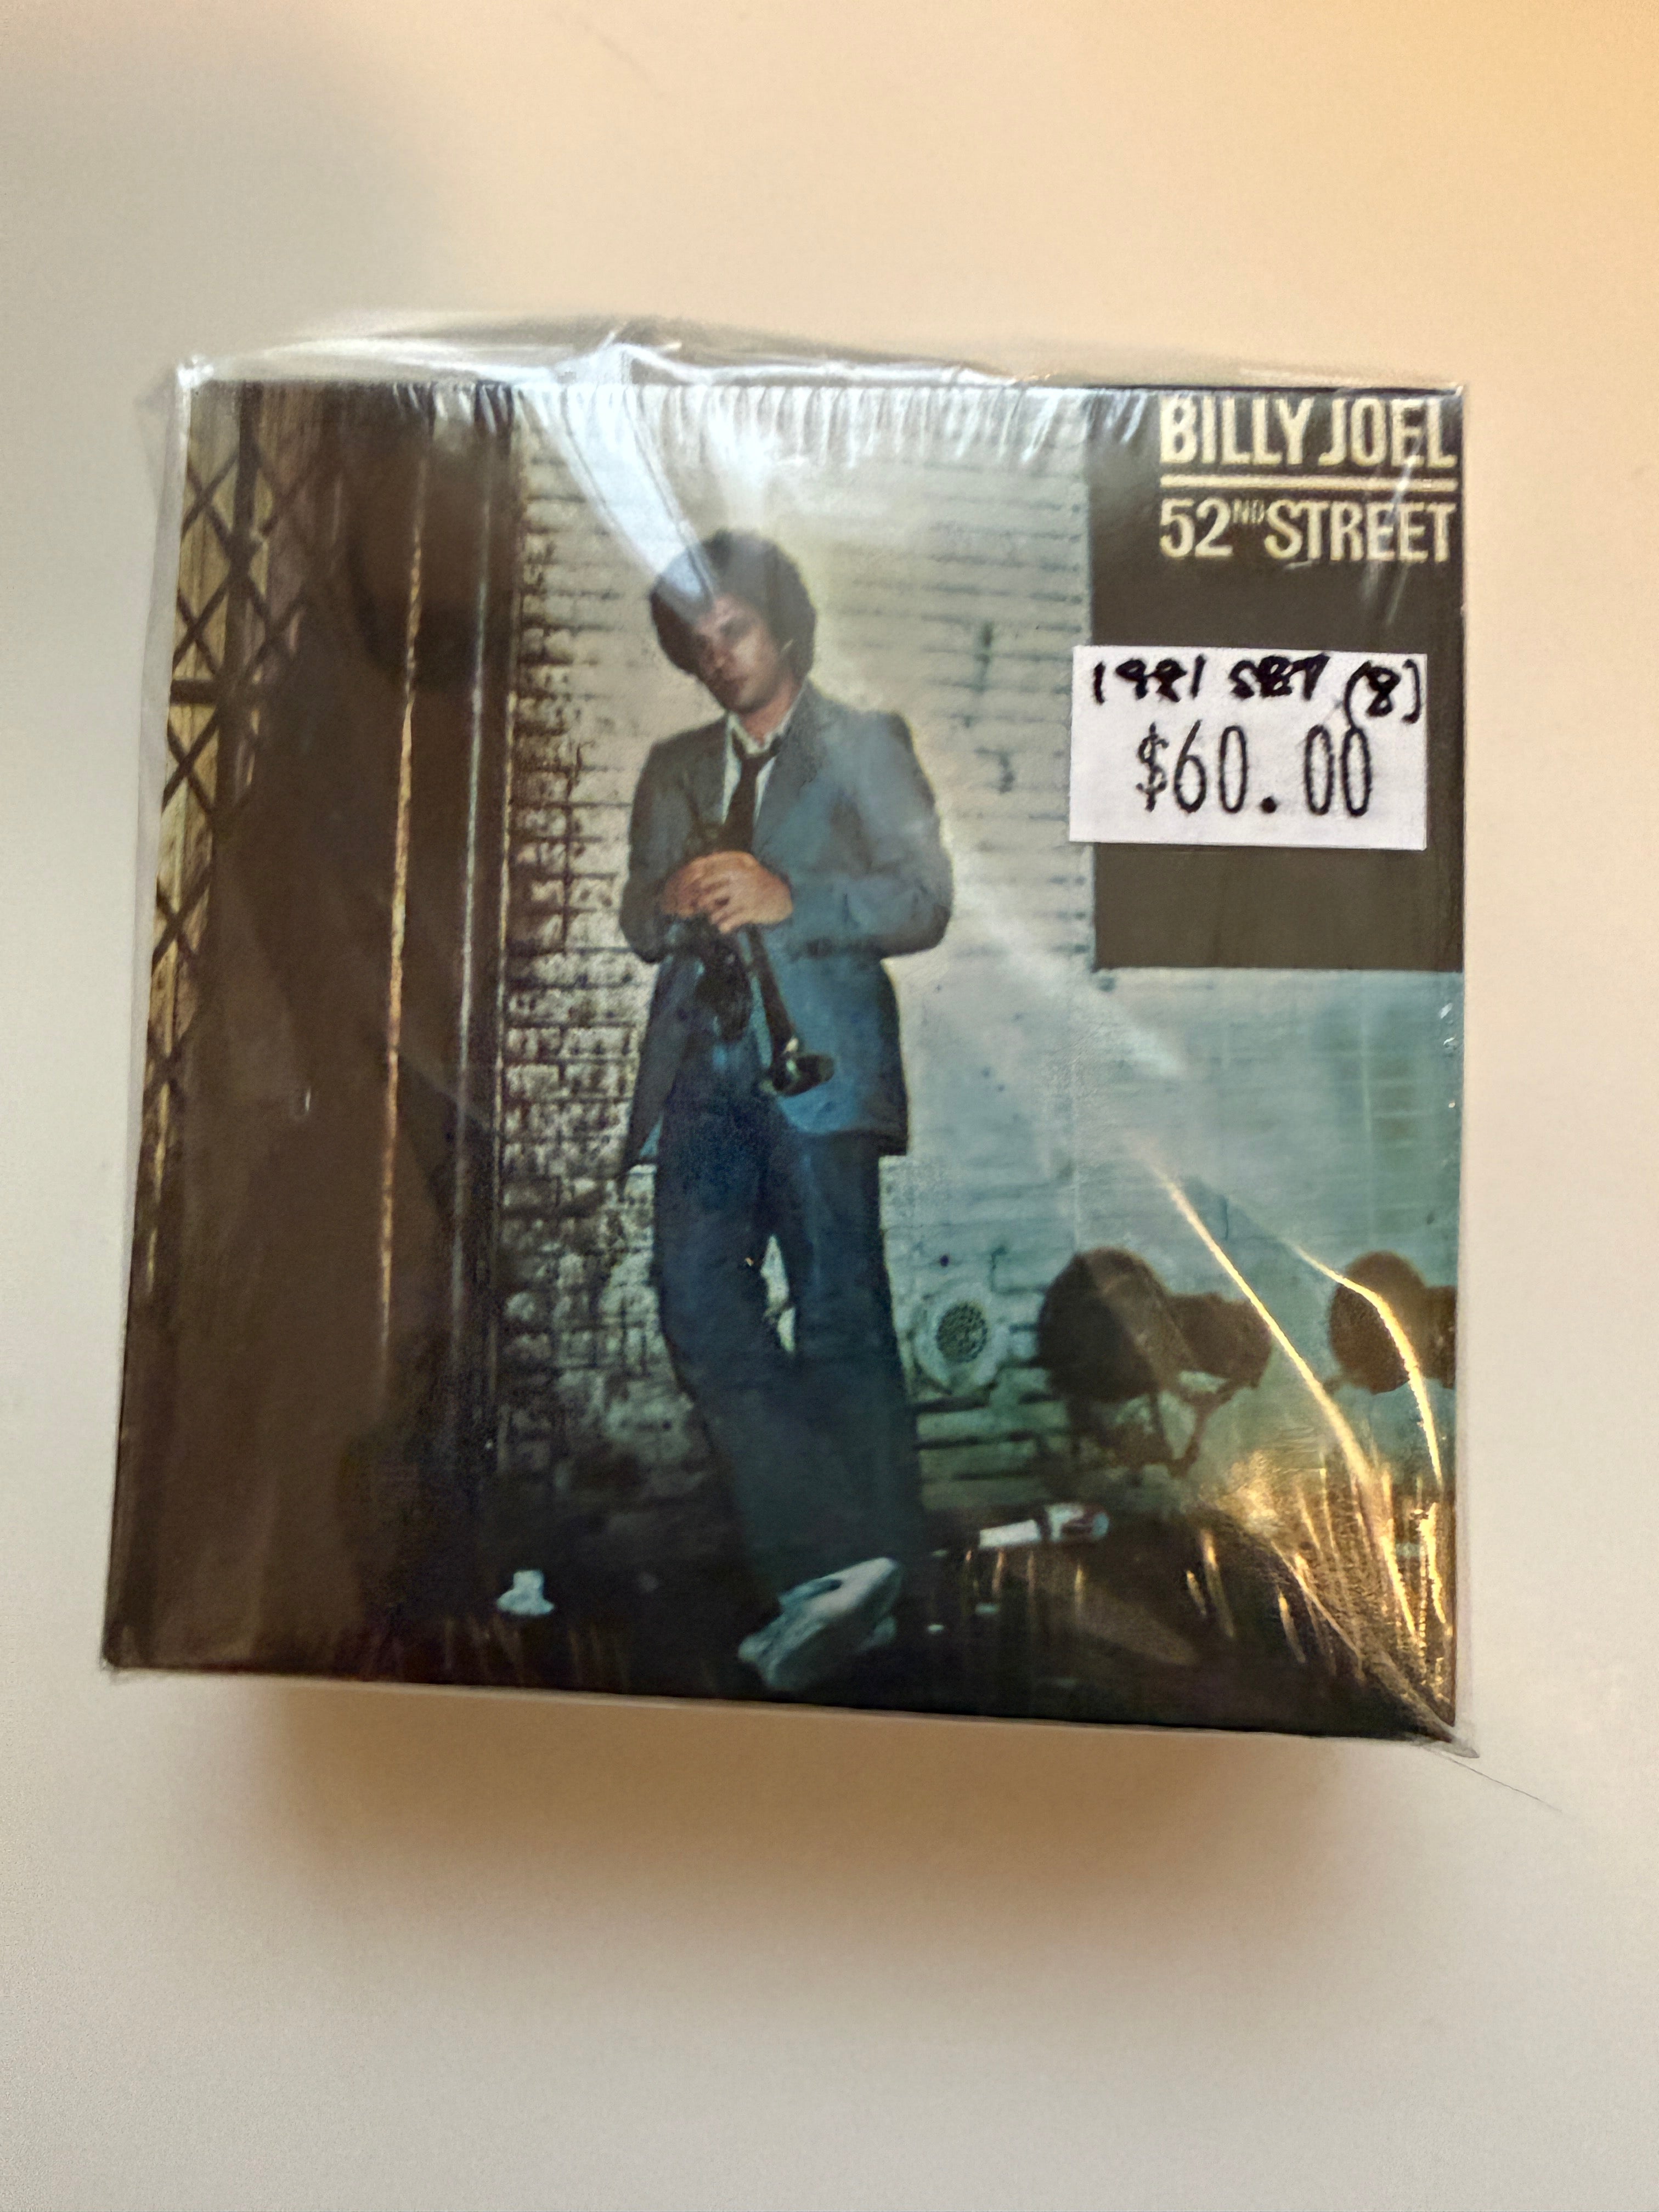 BILLY JOEL
52ND STREET
1981 SET (8)
$60.00